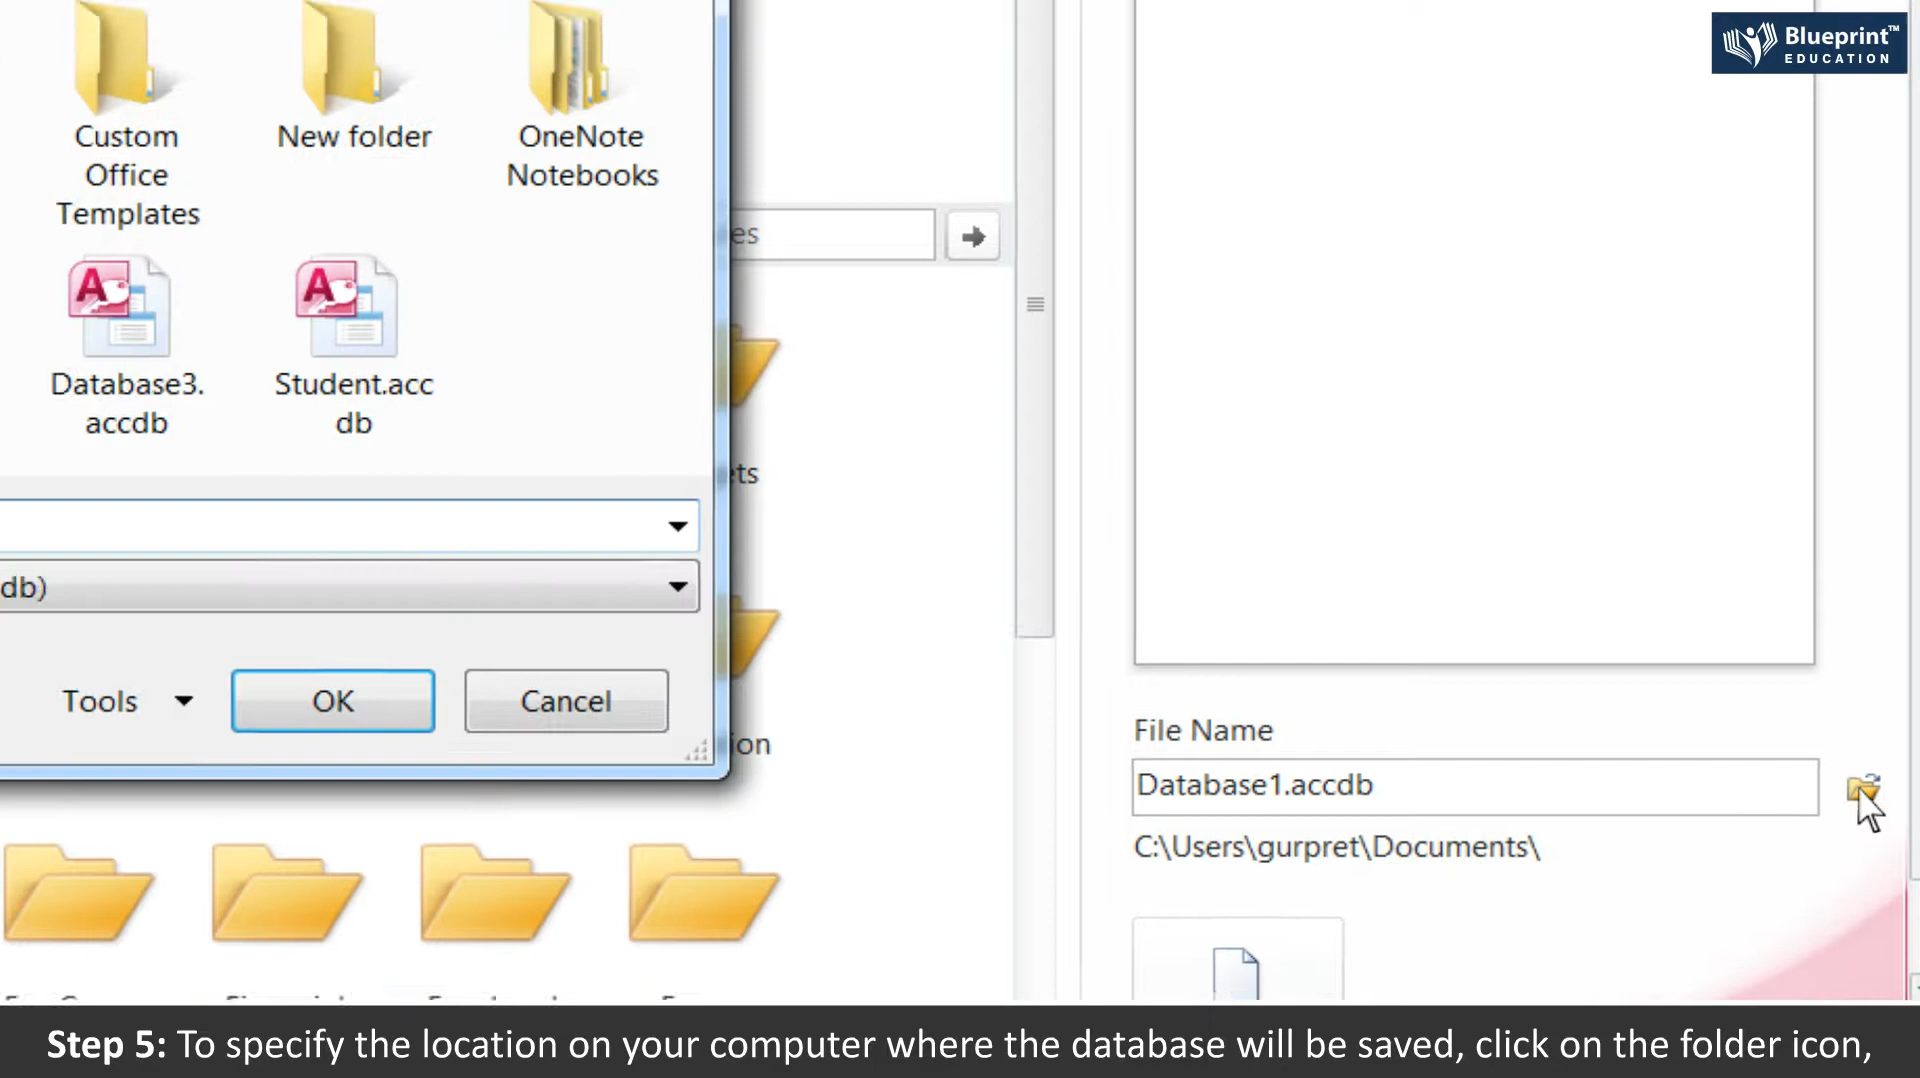 Blueprint™
EDUCATION
Custom
Office
Templates
New folder
OneNote
Notebooks
es
A
Database3.
accdb
A
Student.acc
db
ets
db)
Tools
OK
Cancel
ion
File Name
Database1.accdb
C:\Users\gurpret\Documents\
Step 5: To specify the location on your computer where the database will be saved, click on the folder icon,